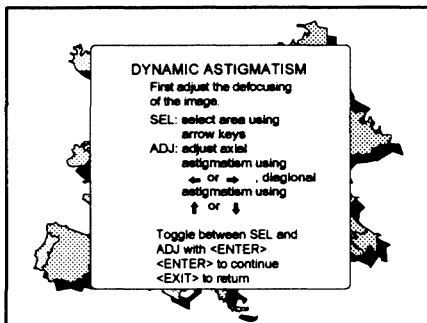 DYNAMIC ASTIGMATISM
First adjust the defocusing
of the image.
SEL: select area using
arrow keys
ADJ: adjust axial
astigmatism using
← or → , diagional
astigmatism using
↑ or ↓
Toggle between SEL and
ADJ with <ENTER>
<ENTER> to continue
<EXIT> to return